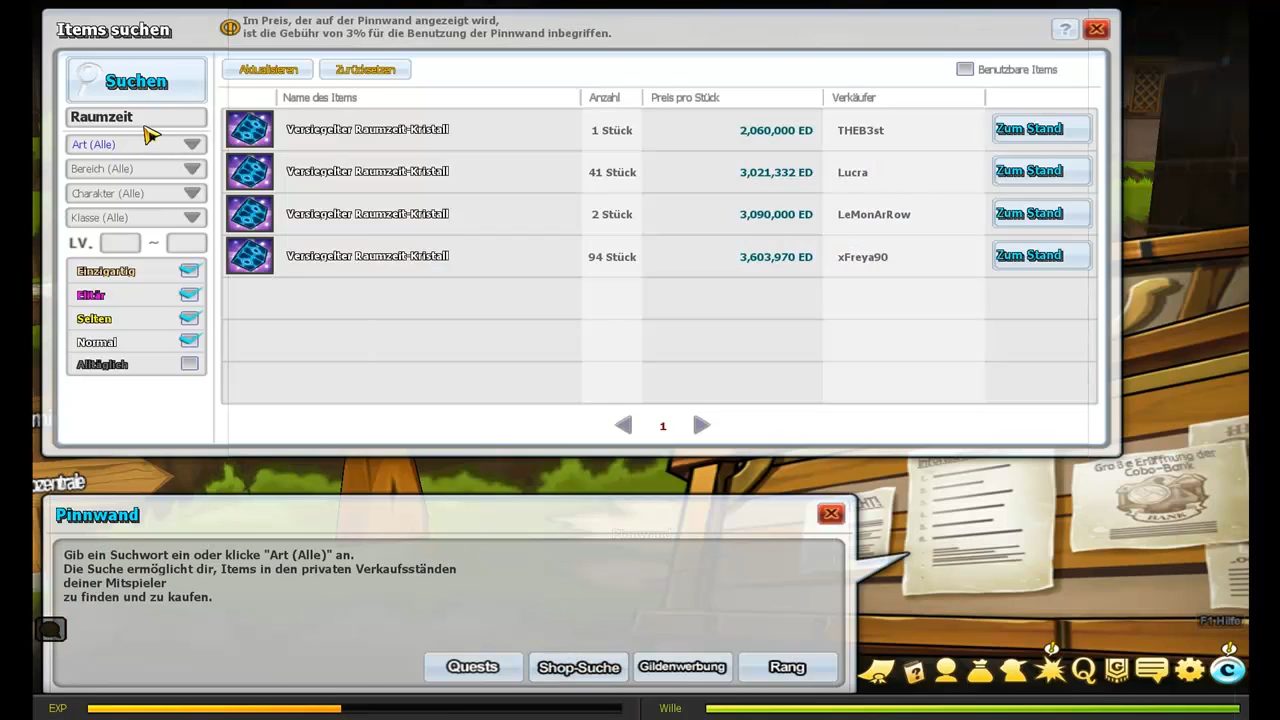 Items suchen
Im Preis, der auf der Pinnwand angezeigt wird,
ist die Gebühr von 3% für die Benutzung der Pinnwand inbegriffen.
?
Suchen
Aktualisieren
Zurücksetzen
Benutzbare Items
Raumzeit
Name des Items
Anzahl
Preis pro Stück
Verkäufer
Art (Alle)
Bereich (Alle)
Charakter (Alle)
Klasse (Alle)
LV. ~
Einzigartig
Elitär
Selten
Normal
Alltäglich
Versiegelter Raumzeit-Kristall 1 Stück 2,060,000 ED THEB3st Zum Stand
Versiegelter Raumzeit-Kristall 41 Stück 3,021,332 ED Lucra Zum Stand
Versiegelter Raumzeit-Kristall 2 Stück 3,090,000 ED LeMonArRow Zum Stand
Versiegelter Raumzeit-Kristall 94 Stück 3,603,970 ED xFreya90 Zum Stand
1
Große Eröffnung der
Cobo-Bank
BANK
Pinnwand
Gib ein Suchwort ein oder klicke "Art (Alle)" an.
Die Suche ermöglicht dir, Items in den privaten Verkaufsständen
deiner Mitspieler
zu finden und zu kaufen.
Quests
Shop-Suche
Gildenwerbung
Rang
F1 Hilfe
EXP
Wille